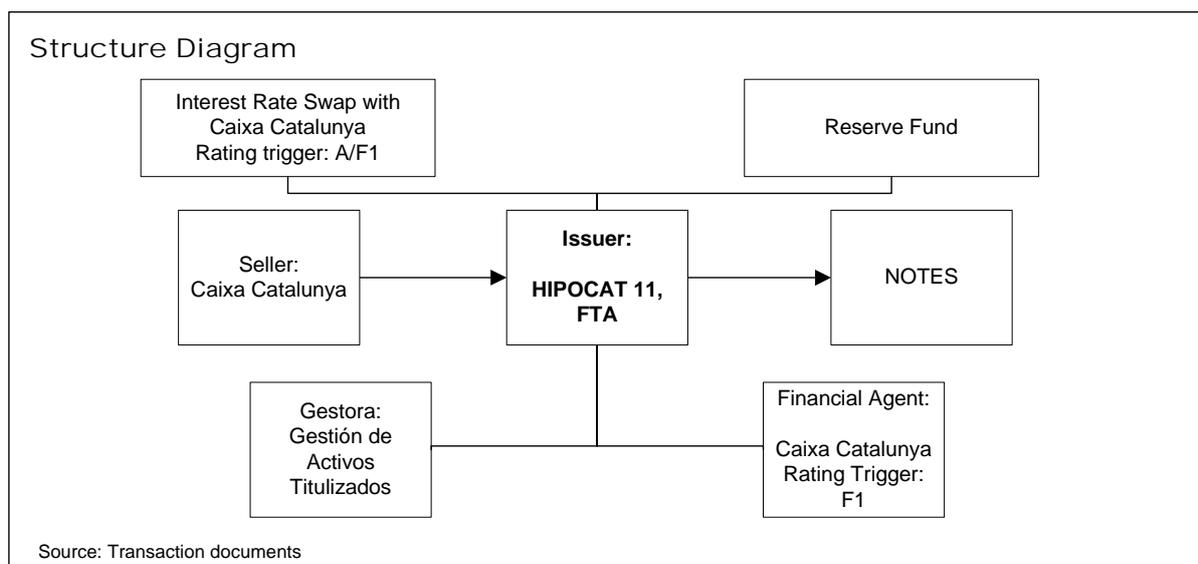 Structure Diagram
Interest Rate Swap with
Caixa Catalunya
Rating trigger: A/F1
Reserve Fund
Seller:
Caixa Catalunya
Issuer:
HIPOCAT 11,
FTA
NOTES
Gestora:
Gestión de
Activos
Titulizados
Financial Agent:
Caixa Catalunya
Rating Trigger:
F1
Source: Transaction documents